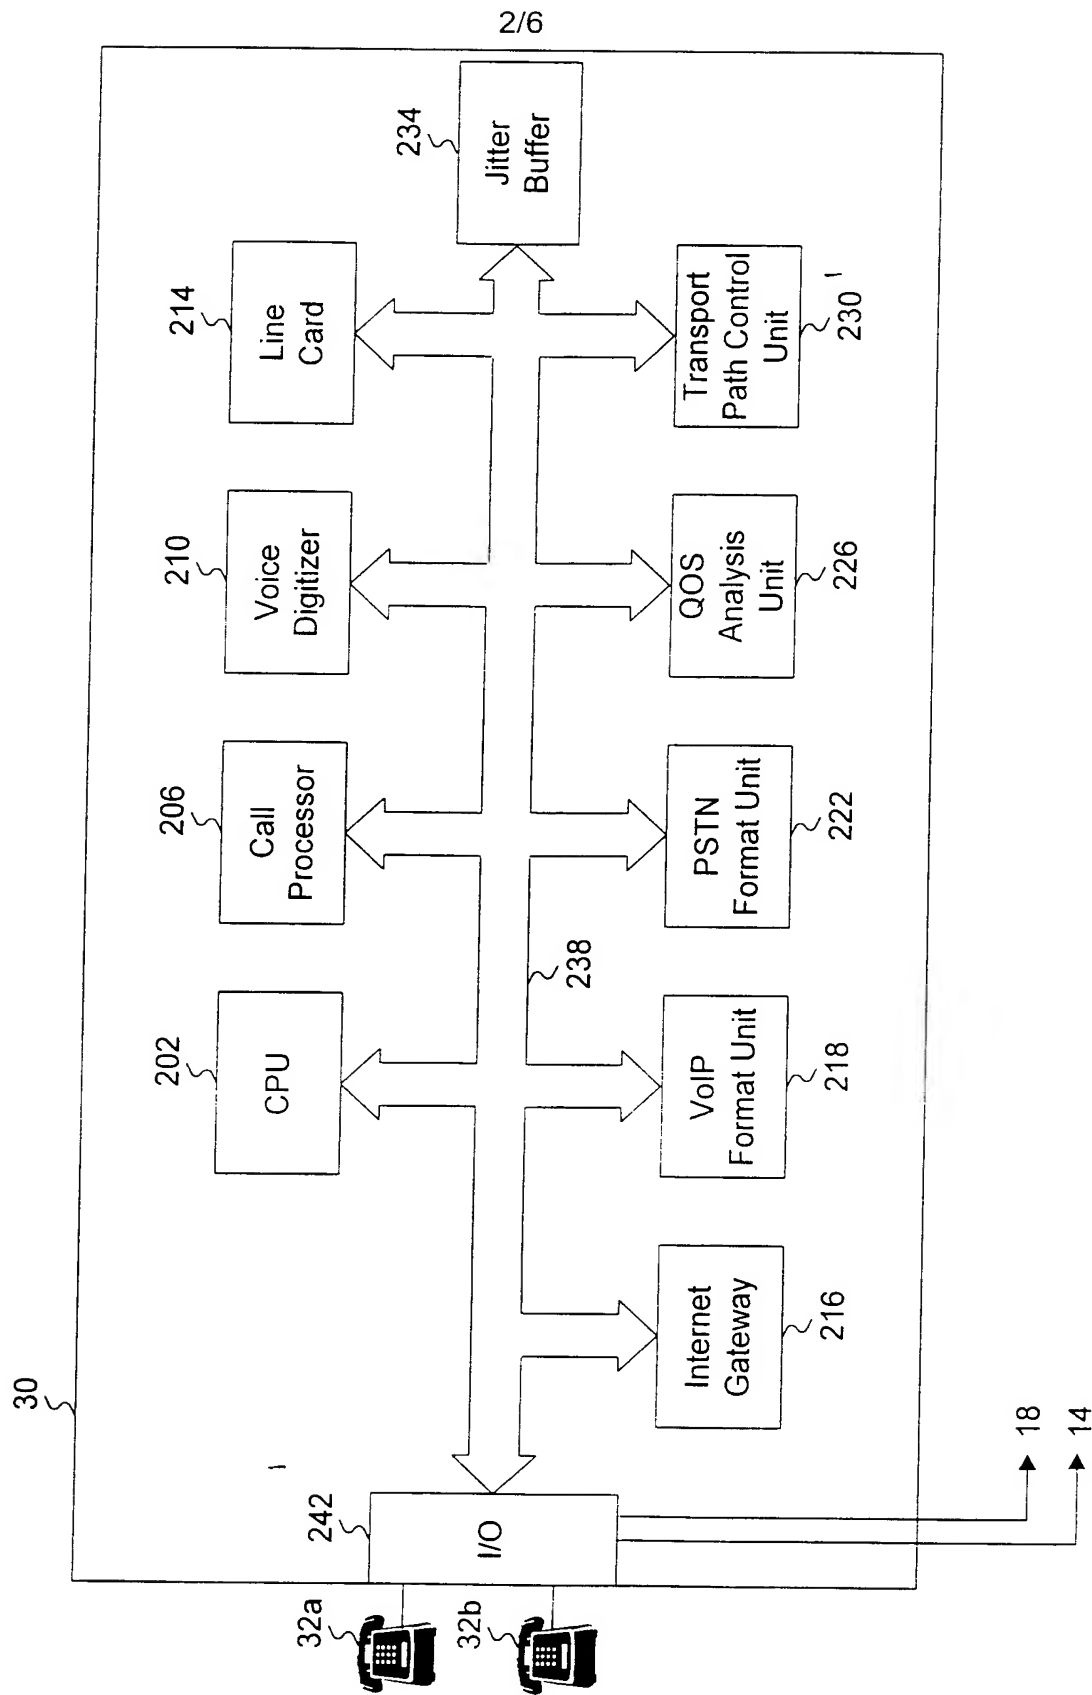 2/6
30
202
CPU
206
Call
Processor
210
Voice
Digitizer
214
Line
Card
234
Jitter
Buffer
238
242
I/O
32a
32b
Internet
Gateway
216
VoIP
Format Unit
218
PSTN
Format Unit
222
QOS
Analysis
Unit
226
Transport
Path Control
Unit
230
18
14